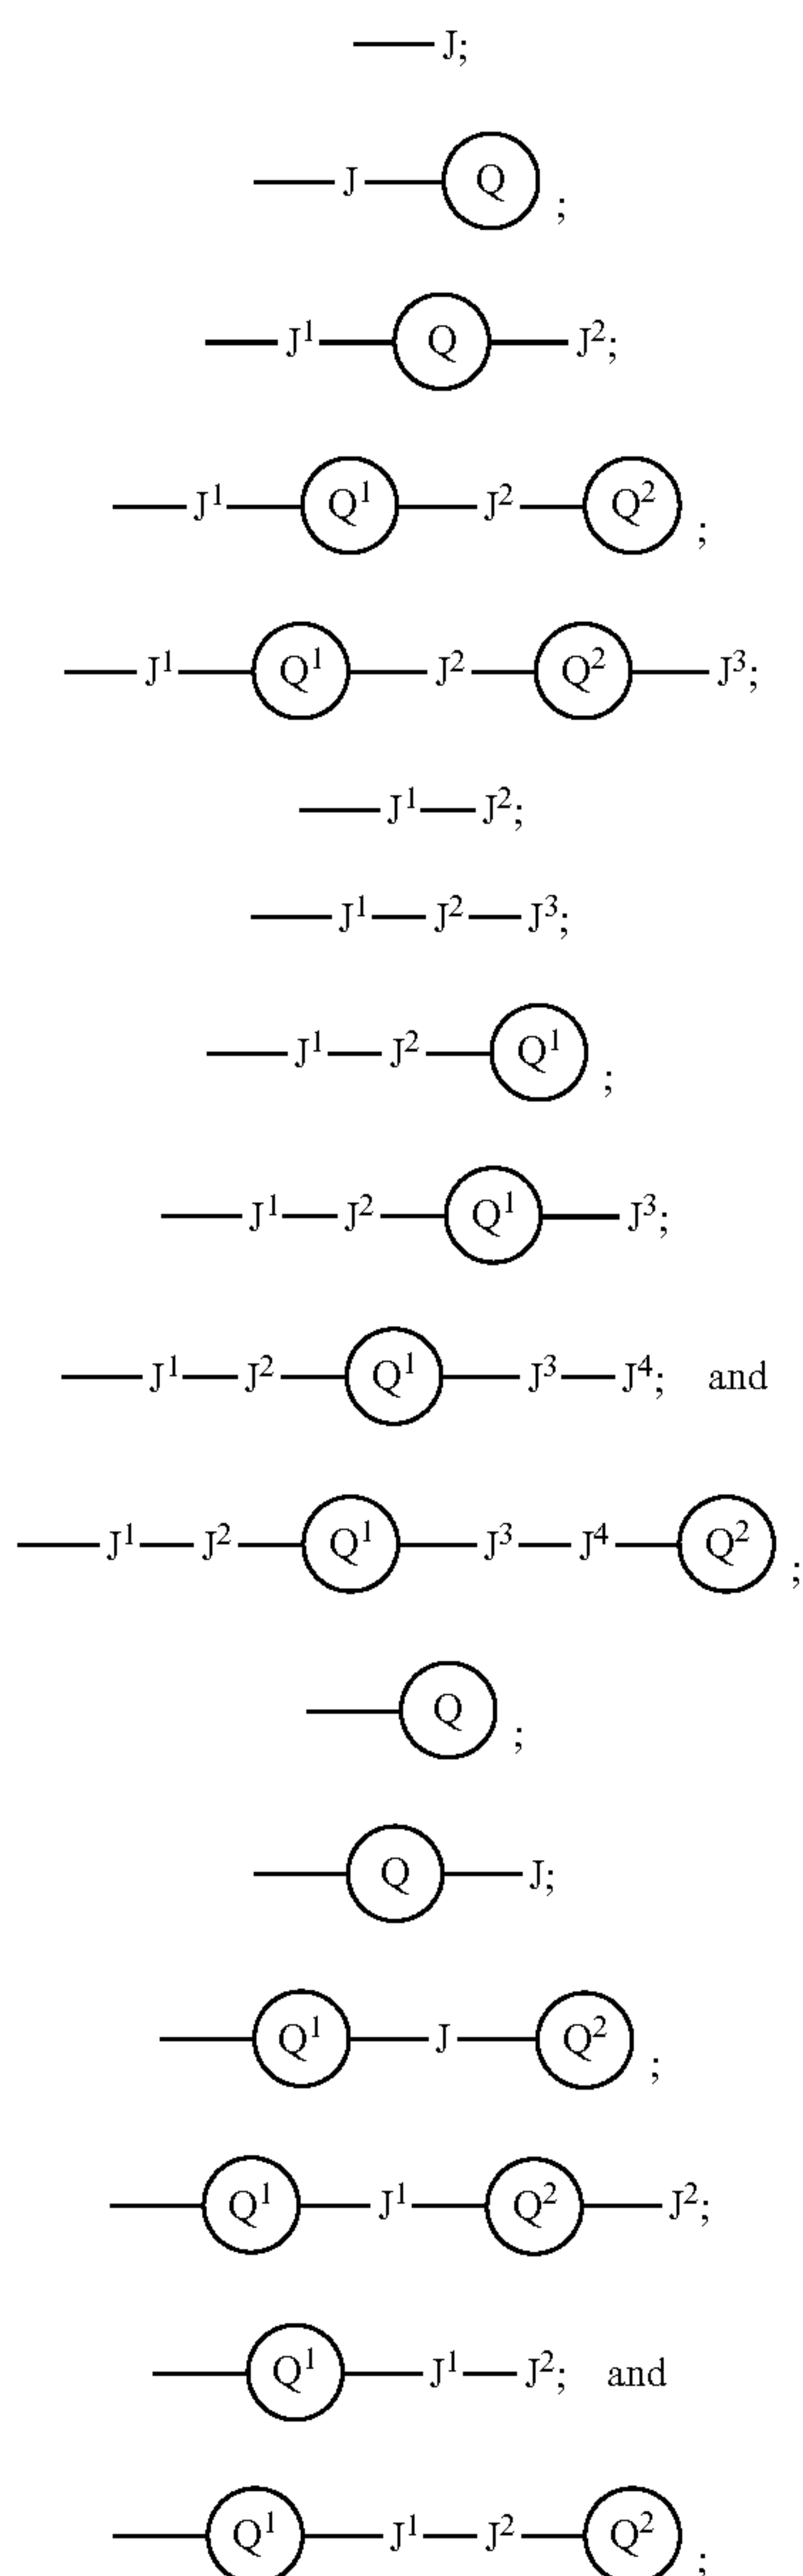 J;
J Q ;
J¹ Q J²;
J¹ Q¹ J² Q² ;
J¹ Q¹ J² Q² J³;
J¹ J²;
J¹ J² J³;
J¹ J² Q¹ ;
J¹ J² Q¹ J³;
J¹ J² Q¹ J³ J⁴; and
J¹ J² Q¹ J³ J⁴ Q² ;
Q ;
Q J;
Q¹ J Q² ;
Q¹ J¹ Q² J²;
Q¹ J¹ J²; and
Q¹ J¹ J² Q² ;